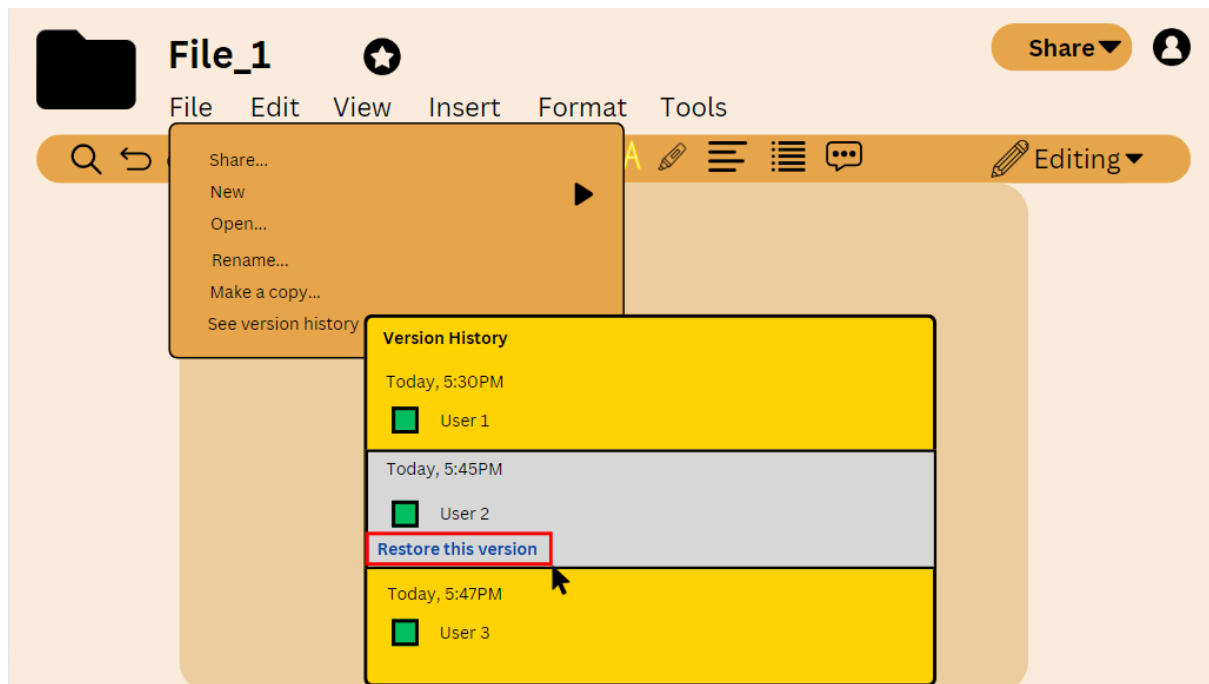 File_1
Share
File Edit View Insert Format Tools
A
Editing
Share...
New
Open...
Rename...
Make a copy...
See version history
Version History
Today, 5:30PM
User 1
Today, 5:45PM
User 2
Restore this version
Today, 5:47PM
User 3